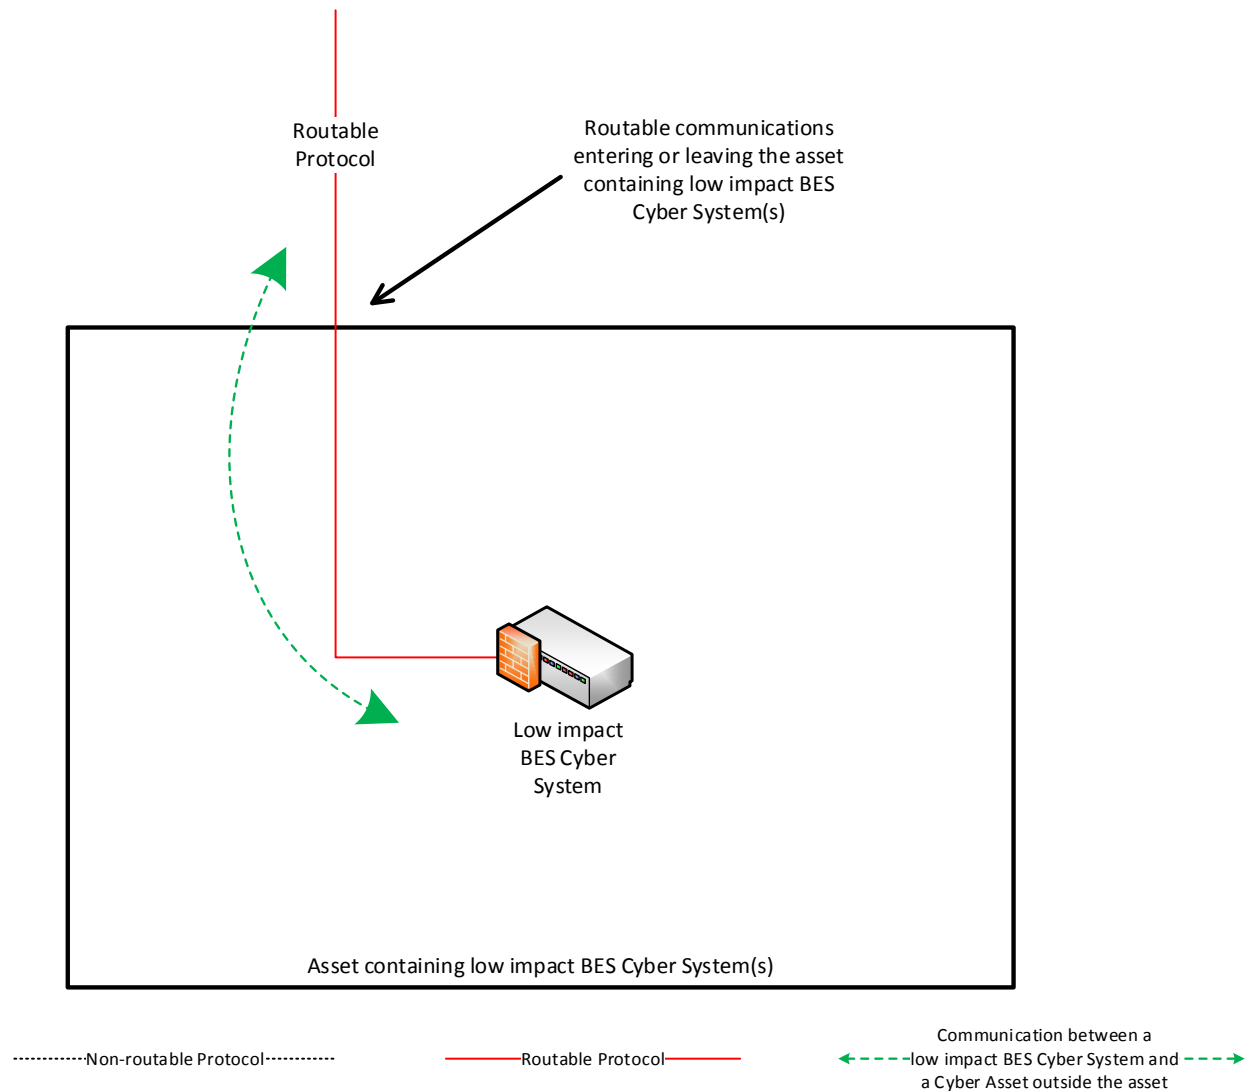 Routable
Protocol
Routable communications
entering or leaving the asset
containing low impact BES
Cyber System(s)
Low impact
BES Cyber
System
Asset containing low impact BES Cyber System(s)
Non-routable Protocol
Routable Protocol
Communication between a
low impact BES Cyber System and
a Cyber Asset outside the asset